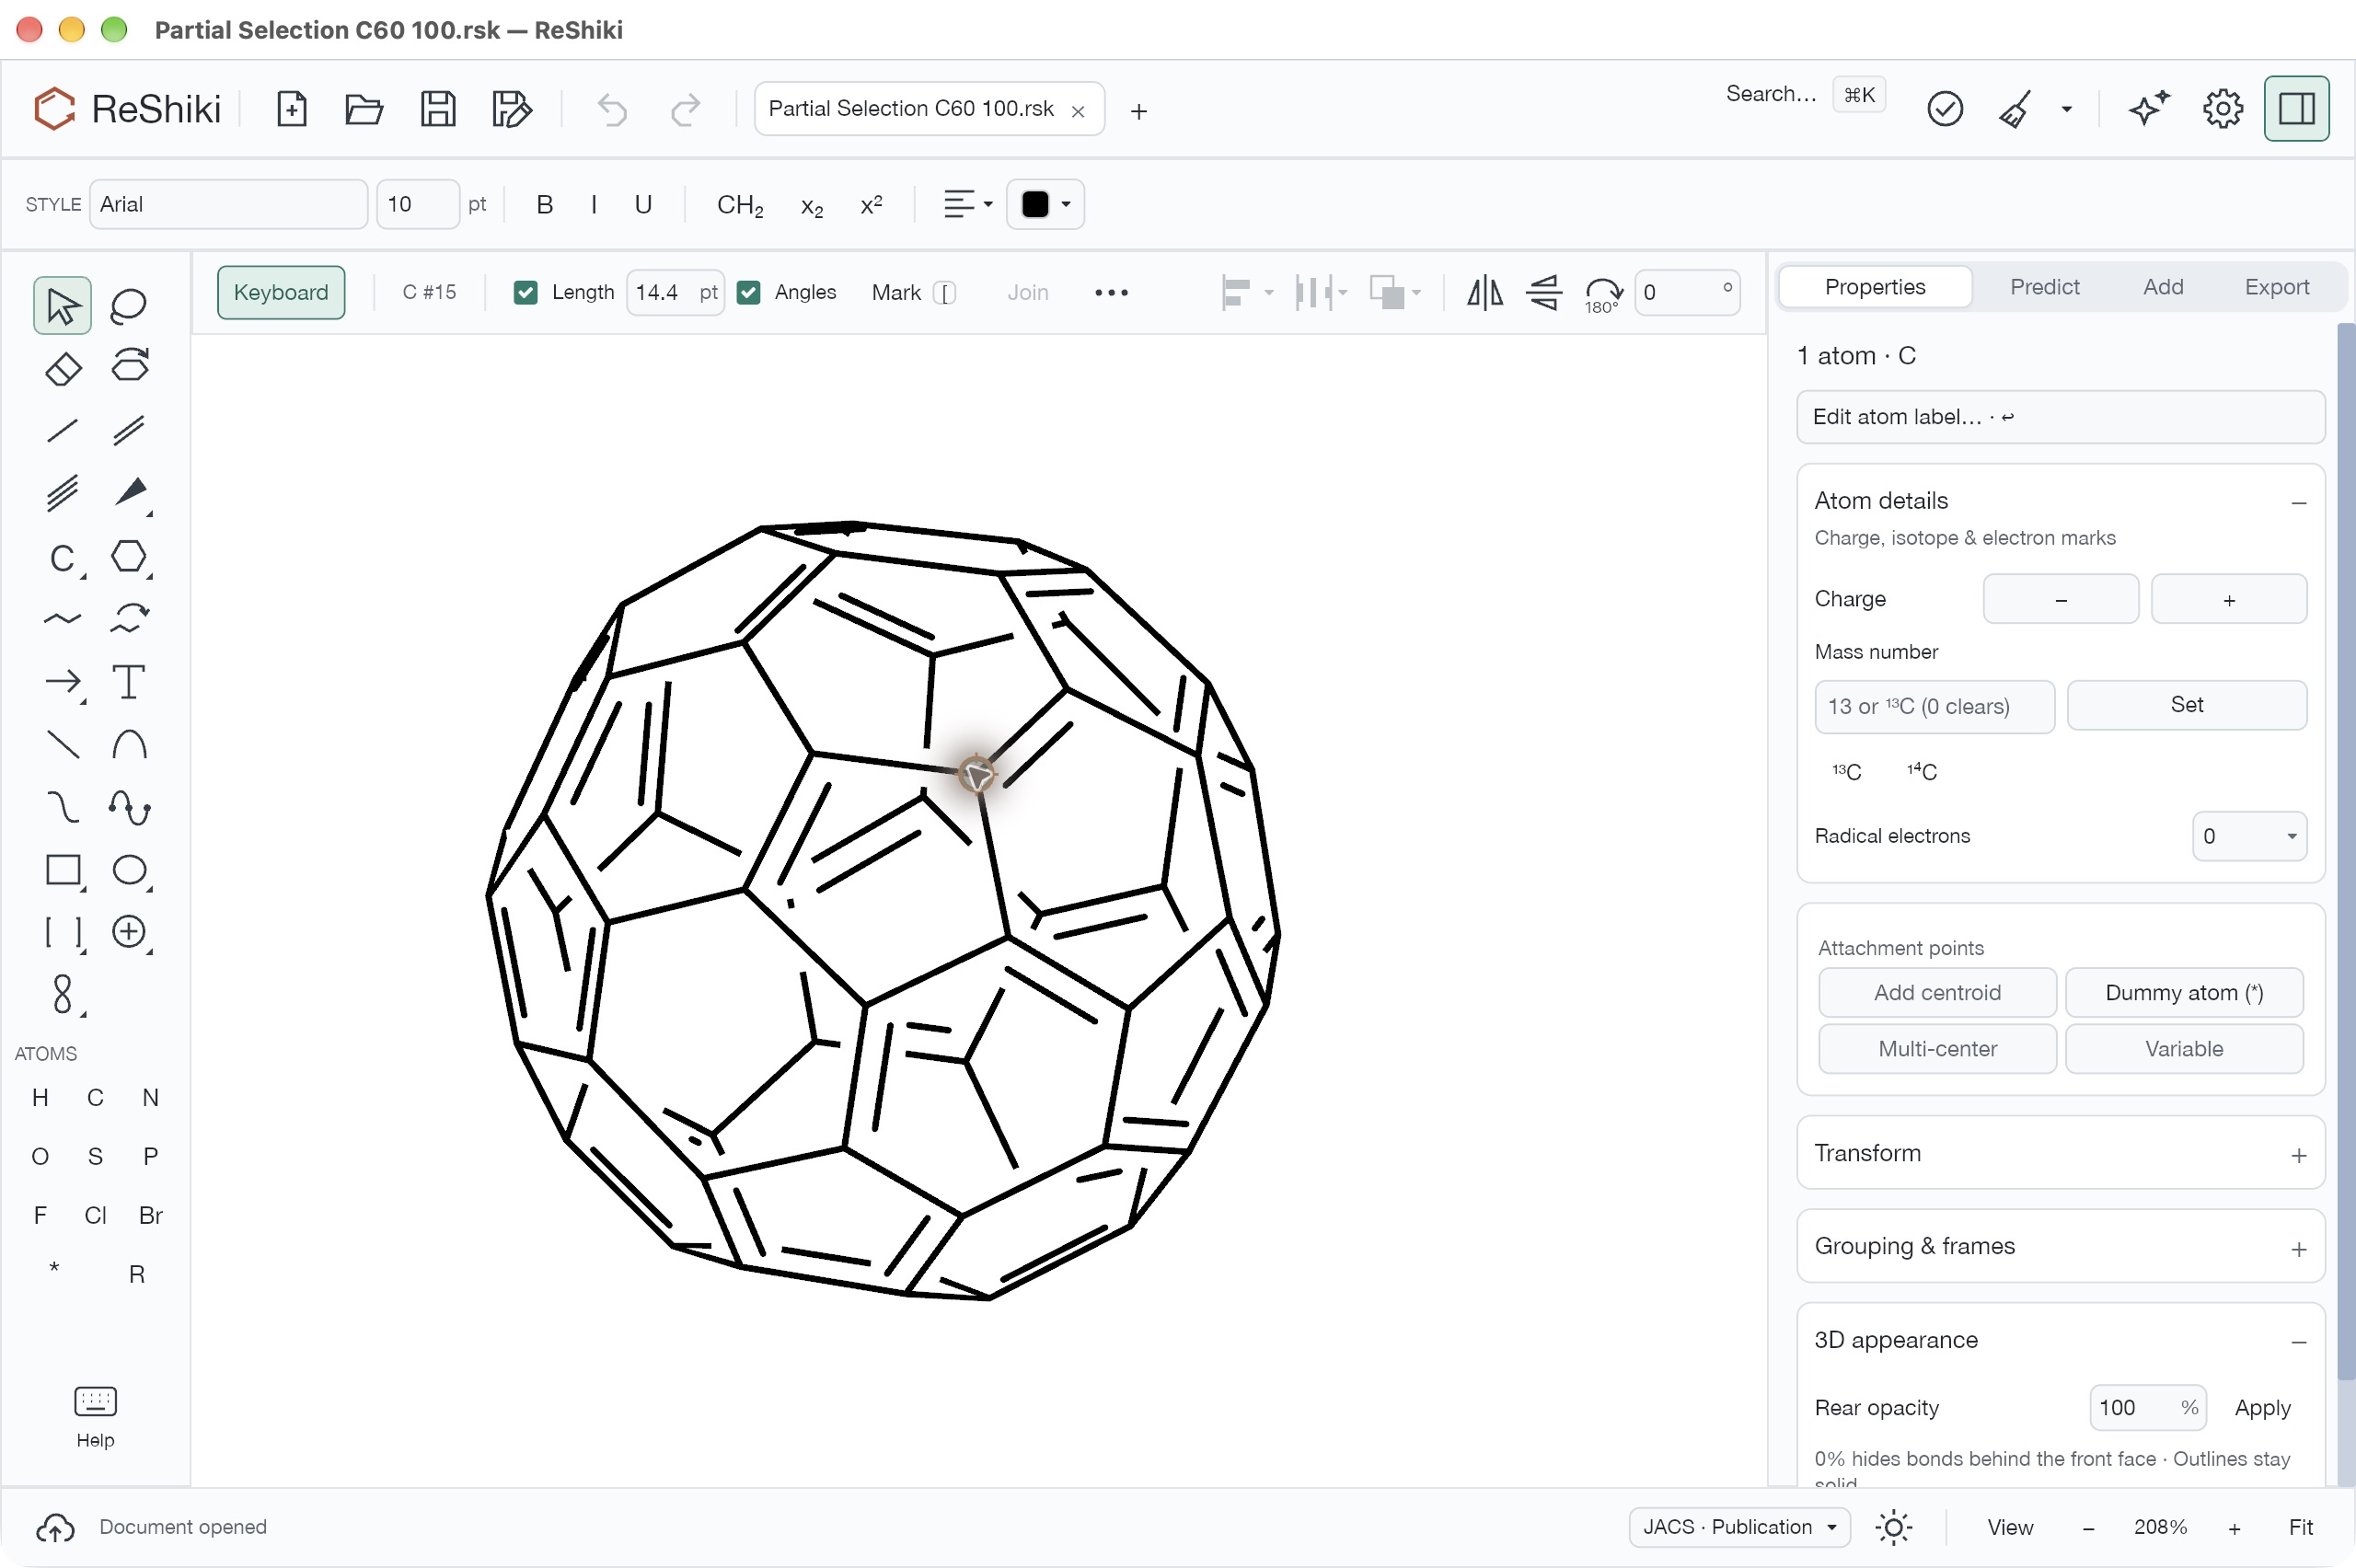 Partial Selection C60 100.rsk — ReShiki
ReShiki
Partial Selection C60 100.rsk ×
+
Search... ⌘K
STYLE Arial 10 pt B I U CH₂ x₂ x²
Keyboard C #15 Length 14.4 pt Angles Mark [ Join ••• 180° 0 °
Properties Predict Add Export
1 atom · C
Edit atom label... · ↩
Atom details −
Charge, isotope & electron marks
Charge − +
Mass number
13 or ¹³C (0 clears) Set
¹³C ¹⁴C
Radical electrons 0
Attachment points
Add centroid Dummy atom (*)
Multi-center Variable
Transform +
Grouping & frames +
3D appearance −
Rear opacity 100 % Apply
0% hides bonds behind the front face · Outlines stay
solid
C
T
[ ]
ATOMS
H C N
O S P
F Cl Br
* R
Help
Document opened
JACS · Publication View − 208% + Fit